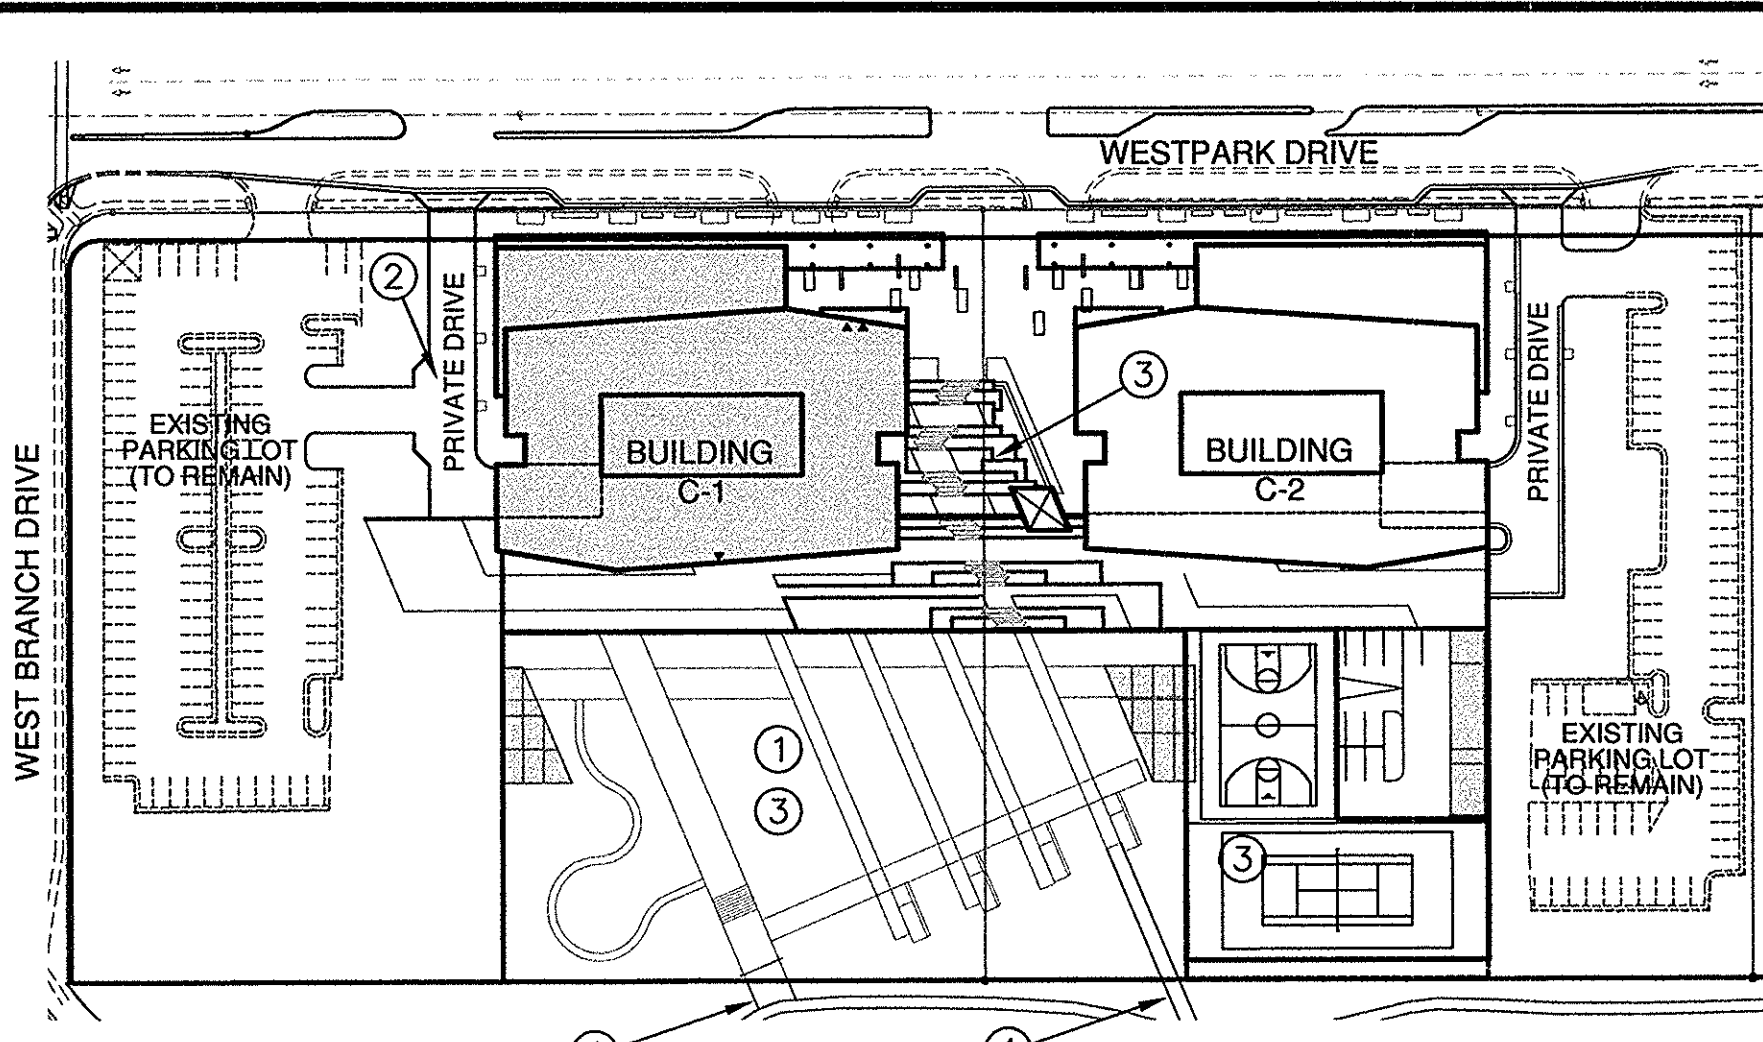 WESTPARK DRIVE
2
PRIVATE DRIVE
PRIVATE DRIVE
3
EXISTING
PARKING LOT
(TO REMAIN)
BUILDING
C-1
BUILDING
C-2
WEST BRANCH DRIVE
1
3
EXISTING
PARKING LOT
(TO REMAIN)
3